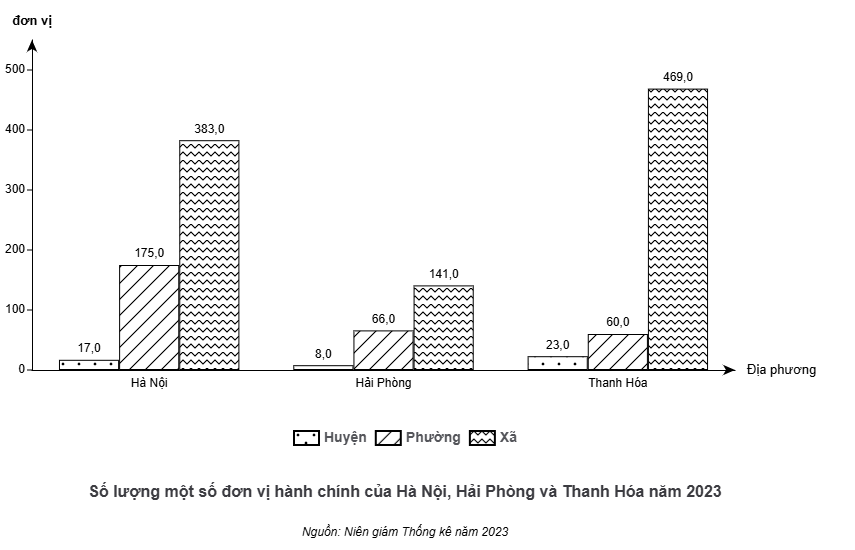 đơn vị
500
469,0
400
383,0
300
200
175,0
141,0
100
66,0
60,0
17,0
8,0
23,0
0
Hà Nội
Hải Phòng
Thanh Hóa
Địa phương
Huyện Phường Xã
Số lượng một số đơn vị hành chính của Hà Nội, Hải Phòng và Thanh Hóa năm 2023
Nguồn: Niên giám Thống kê năm 2023